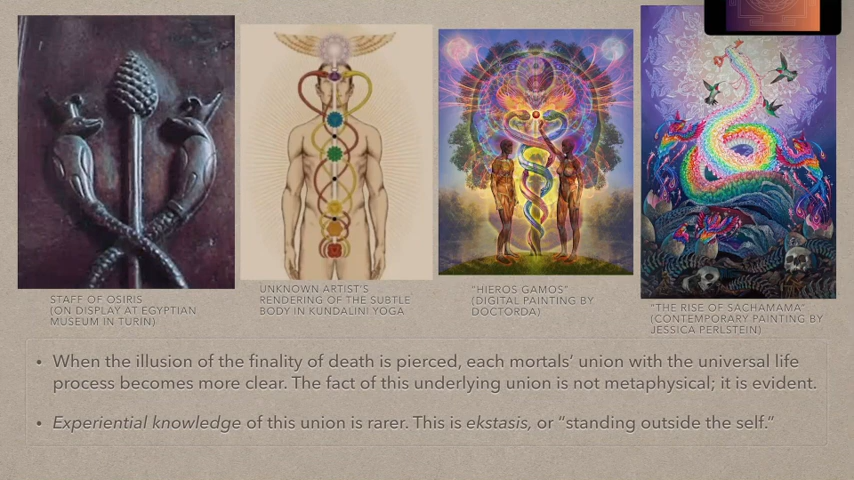 STAFF OF OSIRIS
(ON DISPLAY AT EGYPTIAN
MUSEUM IN TURIN)
UNKNOWN ARTIST'S
RENDERING OF THE SUBTLE
BODY IN KUNDALINI YOGA
"HIEROS GAMOS"
(DIGITAL PAINTING BY
DOCTORDA)
"THE RISE OF SACHAMAMA"
(CONTEMPORARY PAINTING BY
JESSICA PERLSTEIN)
• When the illusion of the finality of death is pierced, each mortals' union with the universal life
process becomes more clear. The fact of this underlying union is not metaphysical; it is evident.
• Experiential knowledge of this union is rarer. This is ekstasis, or "standing outside the self."